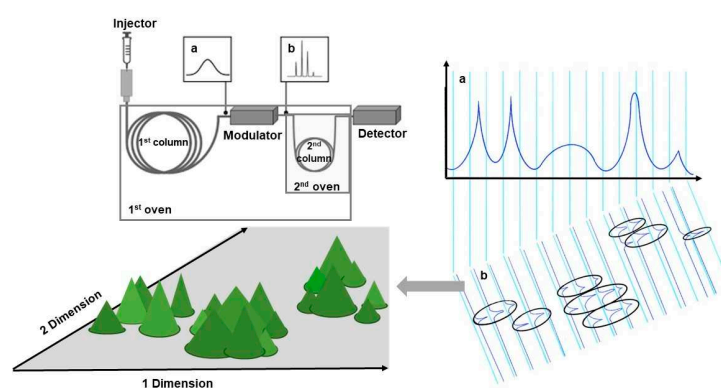 Injector
a
b
1st column
Modulator
2nd column
Detector
2nd oven
1st oven
a
b
2 Dimension
1 Dimension